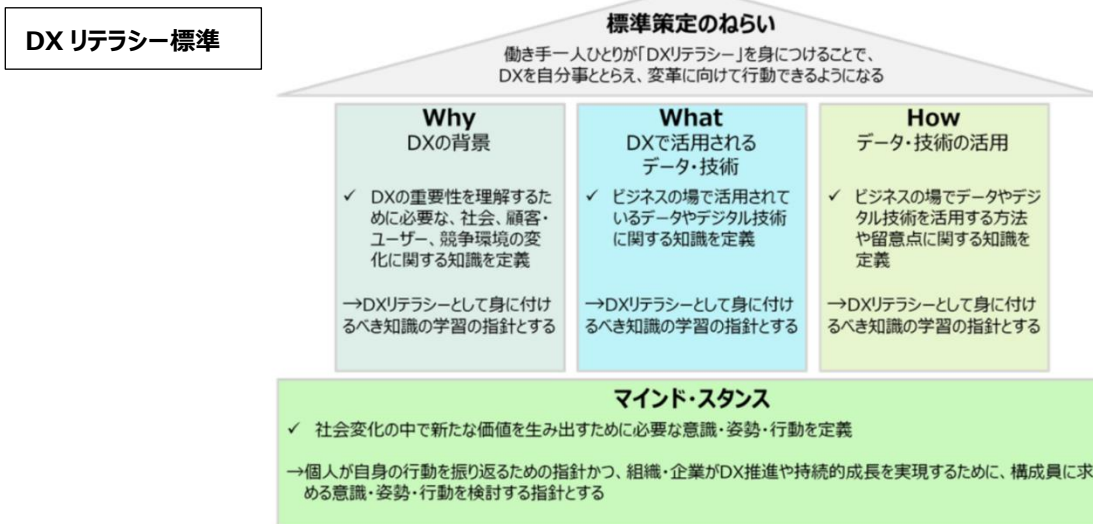 DX リテラシー標準
標準策定のねらい
働き手一人ひとりが「DXリテラシー」を身につけることで、
DXを自分事ととらえ、変革に向けて行動できるようになる
Why
DXの背景
✓ DXの重要性を理解するた
めに必要な、社会、顧客・
ユーザー、競争環境の変
化に関する知識を定義
→DXリテラシーとして身に付け
るべき知識の学習の指針とする
What
DXで活用される
データ・技術
✓ ビジネスの場で活用されて
いるデータやデジタル技術
に関する知識を定義
→DXリテラシーとして身に付け
るべき知識の学習の指針とする
How
データ・技術の活用
✓ ビジネスの場でデータやデジ
タル技術を活用する方法
や留意点に関する知識を
定義
→DXリテラシーとして身に付け
るべき知識の学習の指針とする
マインド・スタンス
✓ 社会変化の中で新たな価値を生み出すために必要な意識・姿勢・行動を定義
→個人が自身の行動を振り返るための指針かつ、組織・企業がDX推進や持続的成長を実現するために、構成員に求
める意識・姿勢・行動を検討する指針とする